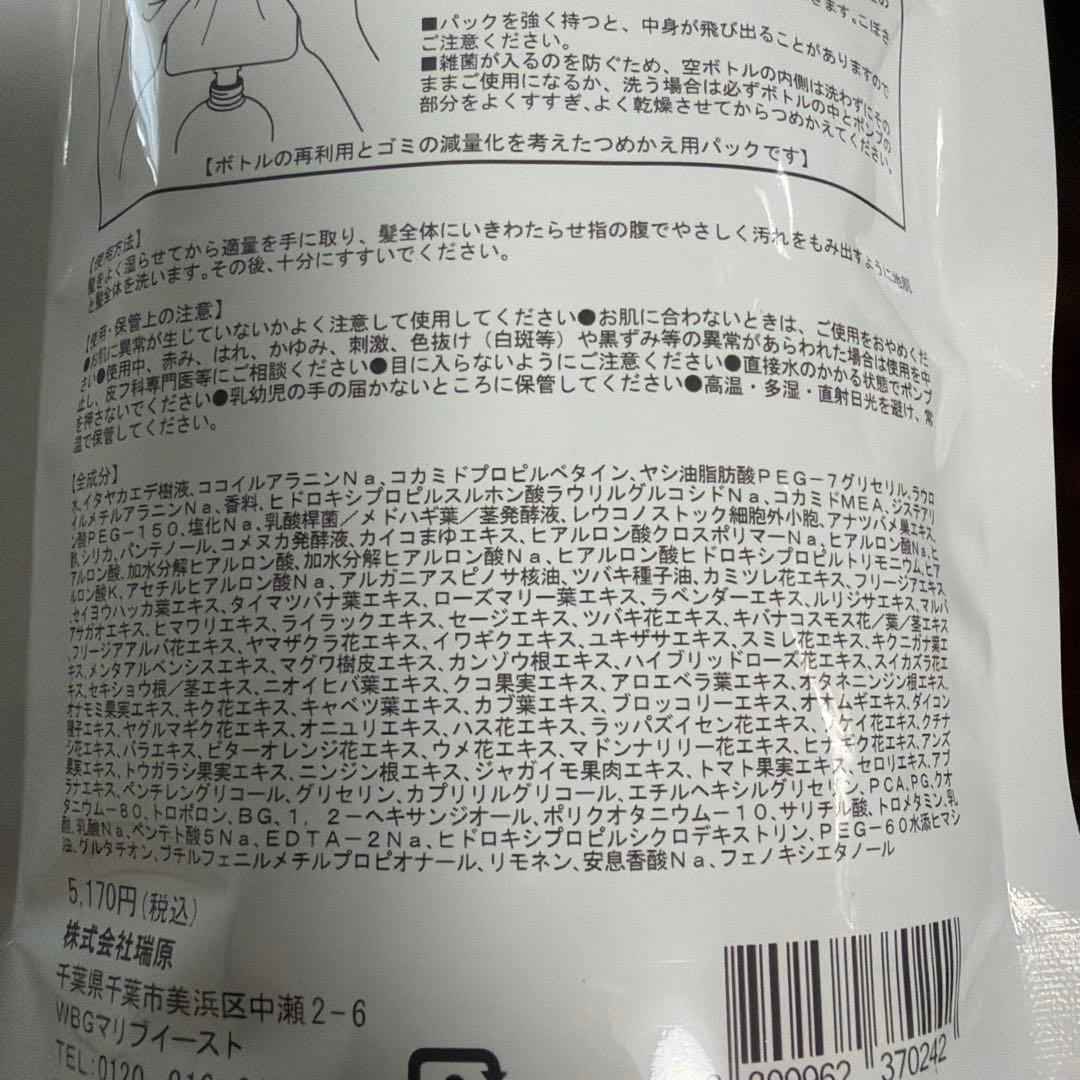 きます。こぼさ
■パックを強く持つと、中身が飛び出ることがありますので
ご注意ください。
■雑菌が入るのを防ぐため、空ボトルの内側は洗わずにその
ままご使用になるか、洗う場合は必ずボトルの中とポンプの
部分をよくすすぎ、よく乾燥させてからつめかえてください。
【ボトルの再利用とゴミの減量化を考えたつめかえ用パックです】
【使用方法】
髪をよく湿らせてから適量を手に取り、髪全体にいきわたらせ指の腹でやさしく汚れをもみ出すように地肌
と髪全体を洗います。その後、十分にすすいでください。
【使用・保管上の注意】
●お肌に異常が生じていないかよく注意して使用してください●お肌に合わないときは、ご使用をおやめくだ
さい●使用中、赤み、はれ、かゆみ、刺激、色抜け（白斑等）や黒ずみ等の異常があらわれた場合は使用を中
止し、皮フ科専門医等にご相談ください●目に入らないようにご注意ください●直接水のかかる状態でポンプ
を押さないでください●乳幼児の手の届かないところに保管してください●高温・多湿・直射日光を避け、常
温で保管してください。
【全成分】
水、イタヤカエデ樹液、ココイルアラニンNa、コカミドプロピルベタイン、ヤシ油脂肪酸PEG-7グリセリル、ラウロ
イルメチルアラニンNa、香料、ヒドロキシプロピルスルホン酸ラウリルグルコシドNa、コカミドMEA、ジステアリ
ン酸PEG-150、塩化Na、乳酸桿菌／メドハギ葉／茎発酵液、レウコノストック細胞外小胞、アナツバメ巣エキス、
酢、シリカ、パンテノール、コメヌカ発酵液、カイコまゆエキス、ヒアルロン酸クロスポリマーNa、ヒアルロン酸Na、ヒ
アルロン酸、加水分解ヒアルロン酸、加水分解ヒアルロン酸Na、ヒアルロン酸ヒドロキシプロピルトリモニウム、ヒア
ルロン酸K、アセチルヒアルロン酸Na、アルガニアスピノサ核油、ツバキ種子油、カミツレ花エキス、フリージアエキス
、セイヨウハッカ葉エキス、タイマツバナ葉エキス、ローズマリー葉エキス、ラベンダーエキス、ルリジサエキス、マルバ
アサガオエキス、ヒマワリエキス、ライラックエキス、セージエキス、ツバキ花エキス、キバナコスモス花／葉／茎エキス
、フリージアアルバ花エキス、ヤマザクラ花エキス、イワギクエキス、ユキザサエキス、スミレ花エキス、キクニガナ葉エ
キス、メンタアルベンシスエキス、マグワ樹皮エキス、カンゾウ根エキス、ハイブリッドローズ花エキス、スイカズラ花エ
キス、セキショウ根／茎エキス、ニオイヒバ葉エキス、クコ果実エキス、アロエベラ葉エキス、オタネニンジン根エキス、
オナモミ果実エキス、キク花エキス、キャベツ葉エキス、カブ葉エキス、ブロッコリーエキス、オオムギエキス、ダイコン
種子エキス、ヤグルマギク花エキス、オニユリエキス、ハス花エキス、ラッパズイセン花エキス、ツケイ花エキス、クチナ
シ花エキス、バラエキス、ビターオレンジ花エキス、ウメ花エキス、マドンナリリー花エキス、ヒナギク花エキス、アンズ
果実エキス、トウガラシ果実エキス、ニンジン根エキス、ジャガイモ果肉エキス、トマト果実エキス、セロリエキス、アブ
ラナエキス、ペンチレングリコール、グリセリン、カプリリルグリコール、エチルヘキシルグリセリン、PCA、PG、クオ
タニウム-80、トロポロン、BG、1，2-ヘキサンジオール、ポリクオタニウム-10、サリチル酸、トロメタミン、乳
酸、乳酸Na、ペンテト酸5Na、EDTA-2Na、ヒドロキシプロピルシクロデキストリン、PEG-60水添ヒマシ
油、グルタチオン、ブチルフェニルメチルプロピオナール、リモネン、安息香酸Na、フェノキシエタノール
5,170円（税込）
株式会社瑞原
千葉県千葉市美浜区中瀬2-6
WBGマリブイースト
TEL:0120
370242